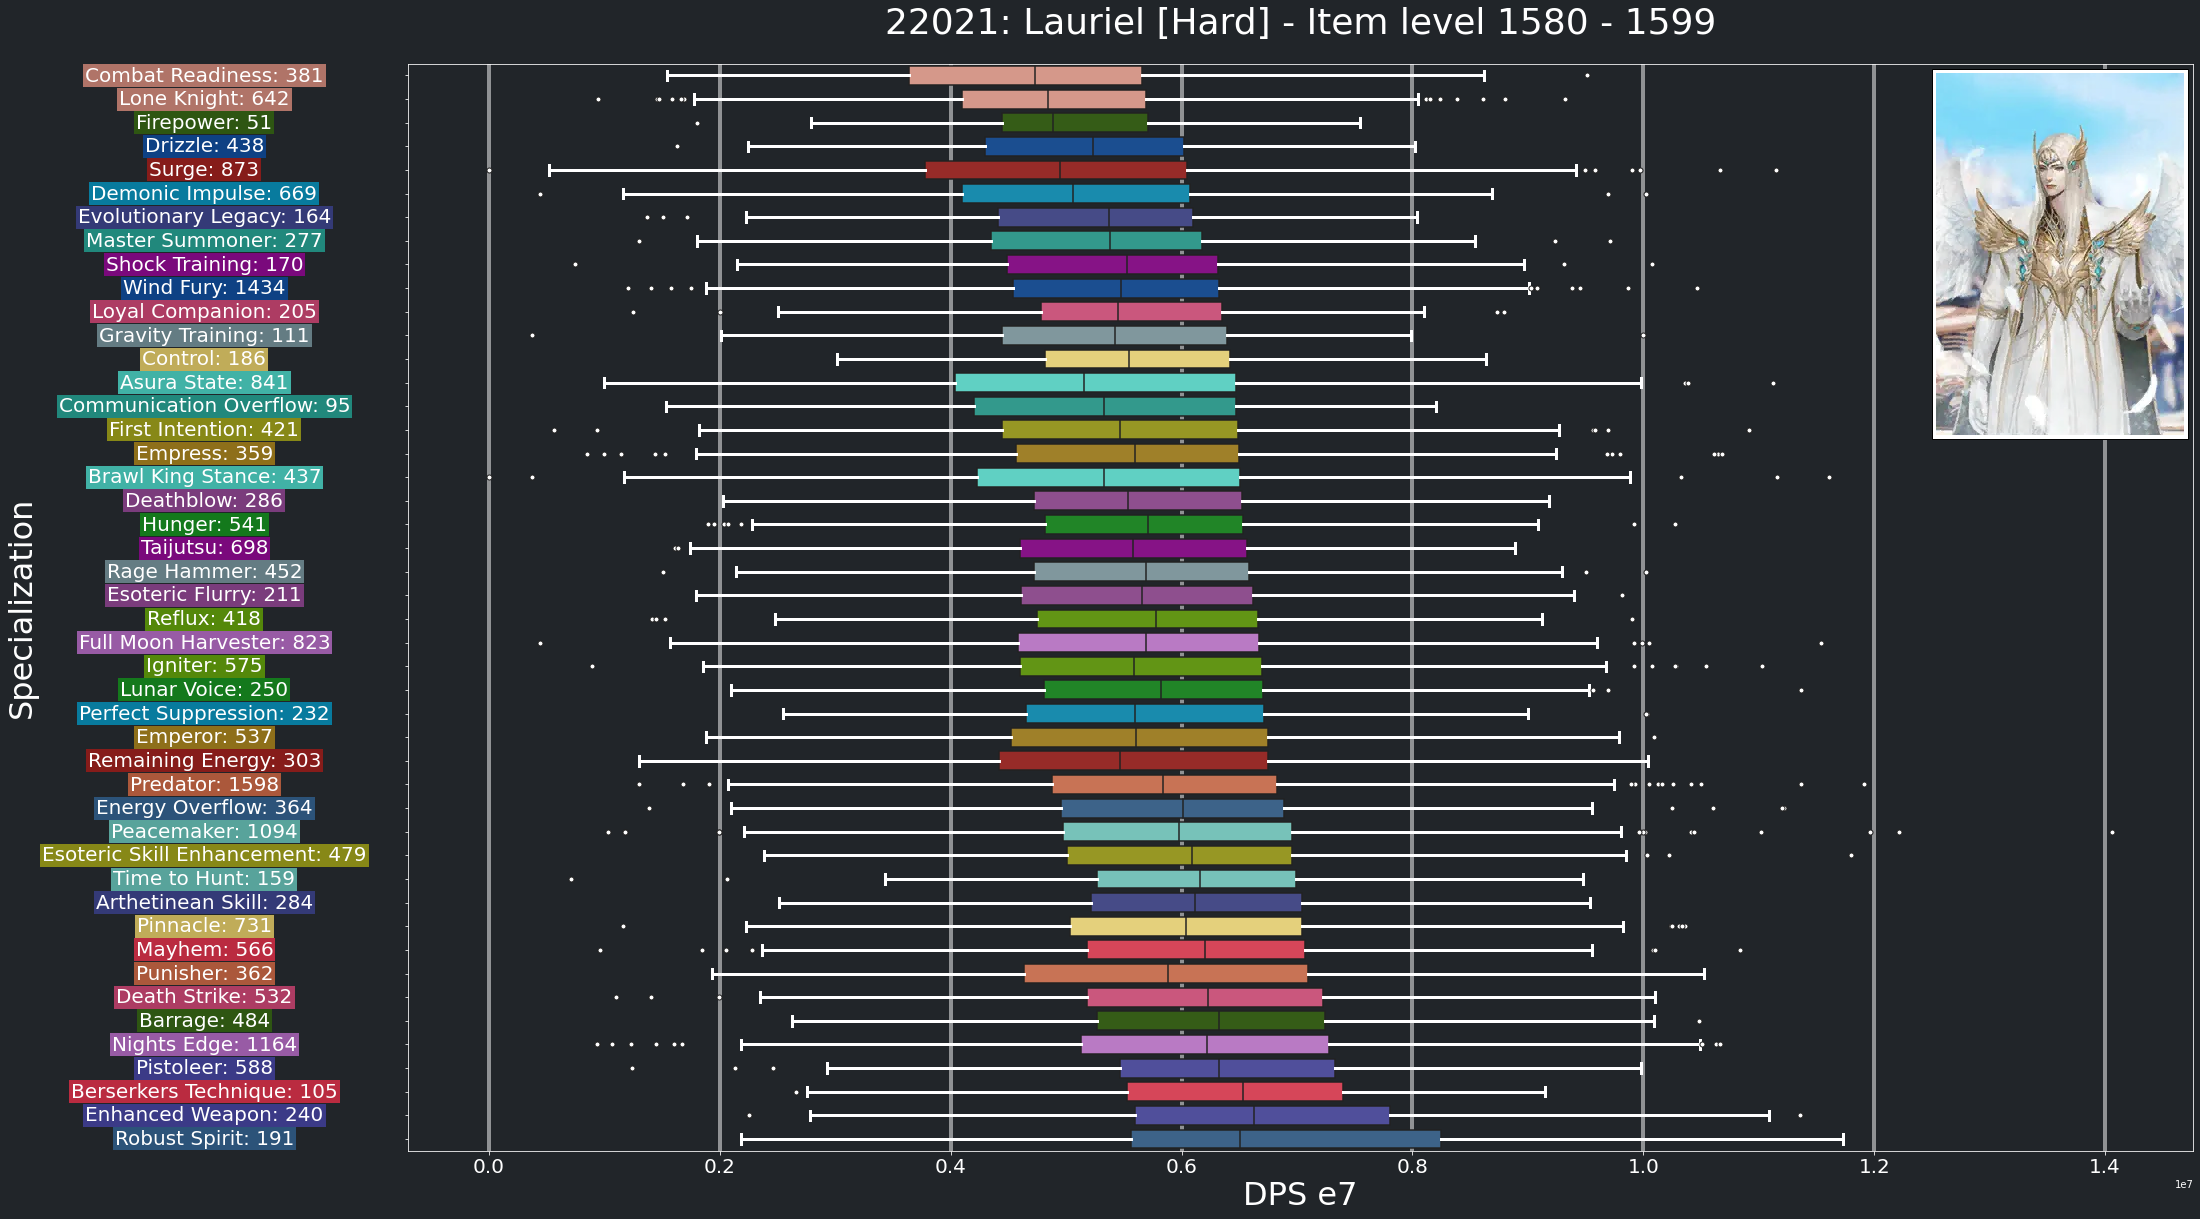 22021: Lauriel [Hard] - Item level 1580 - 1599
Combat Readiness: 381
Lone Knight: 642
Firepower: 51
Drizzle: 438
Surge: 873
Demonic Impulse: 669
Evolutionary Legacy: 164
Master Summoner: 277
Shock Training: 170
Wind Fury: 1434
Loyal Companion: 205
Gravity Training: 111
Control: 186
Asura State: 841
Communication Overflow: 95
First Intention: 421
Empress: 359
Brawl King Stance: 437
Deathblow: 286
Hunger: 541
Taijutsu: 698
Rage Hammer: 452
Esoteric Flurry: 211
Reflux: 418
Full Moon Harvester: 823
Igniter: 575
Lunar Voice: 250
Perfect Suppression: 232
Emperor: 537
Remaining Energy: 303
Predator: 1598
Energy Overflow: 364
Peacemaker: 1094
Esoteric Skill Enhancement: 479
Time to Hunt: 159
Arthetinean Skill: 284
Pinnacle: 731
Mayhem: 566
Punisher: 362
Death Strike: 532
Barrage: 484
Nights Edge: 1164
Pistoleer: 588
Berserkers Technique: 105
Enhanced Weapon: 240
Robust Spirit: 191
Specialization
0.0 0.2 0.4 0.6 0.8 1.0 1.2 1.4
1e7
DPS e7